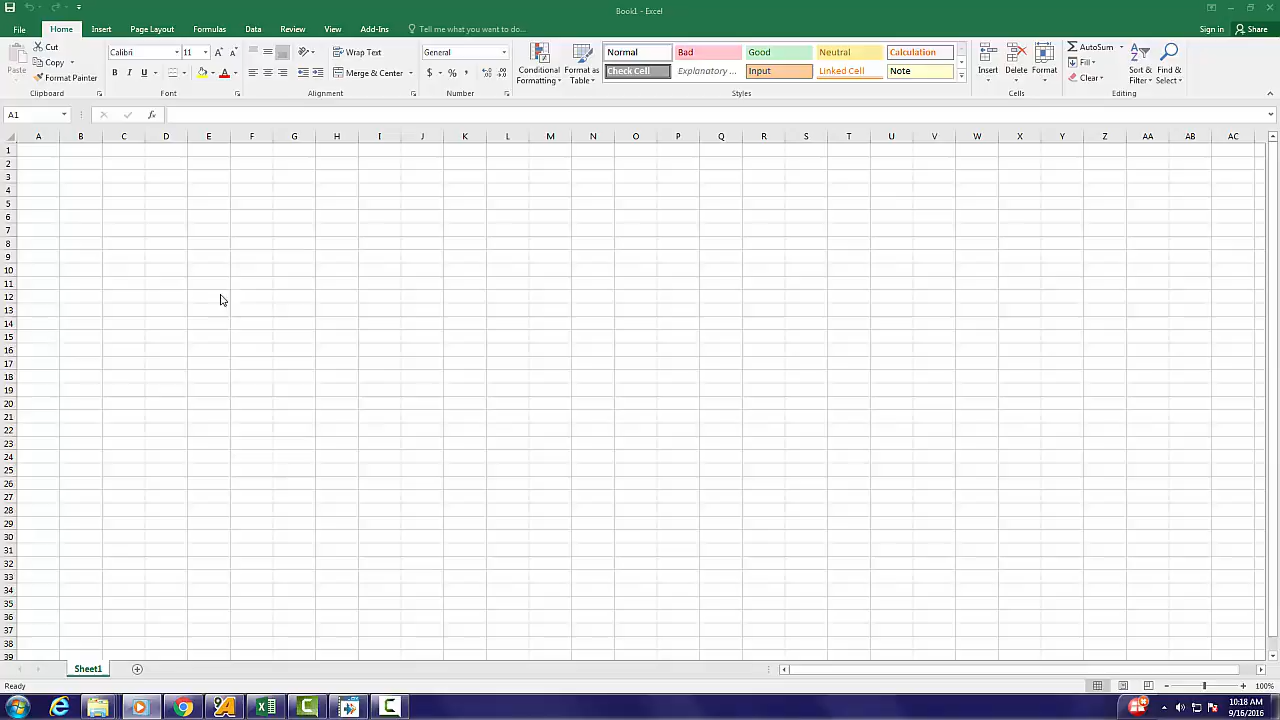 Book1 - Excel
File Home Insert Page Layout Formulas Data Review View Add-Ins Tell me what you want to do... Sign in Share
Paste Cut Copy Format Painter
Clipboard
Calibri 11
B I U
Font
Wrap Text
Merge & Center
Alignment
General
$ % ,
Number
Conditional Formatting
Format as Table
Normal Bad Good Neutral Calculation
Check Cell Explanatory ... Input Linked Cell Note
Styles
Insert Delete Format
Cells
AutoSum
Fill
Clear
Sort & Filter
Find & Select
Editing
A1 fx
A B C D E F G H I J K L M N O P Q R S T U V W X Y Z AA AB AC
1
2
3
4
5
6
7
8
9
10
11
12
13
14
15
16
17
18
19
20
21
22
23
24
25
26
27
28
29
30
31
32
33
34
35
36
37
38
39
Sheet1
Ready 100%
10:18 AM
9/16/2016